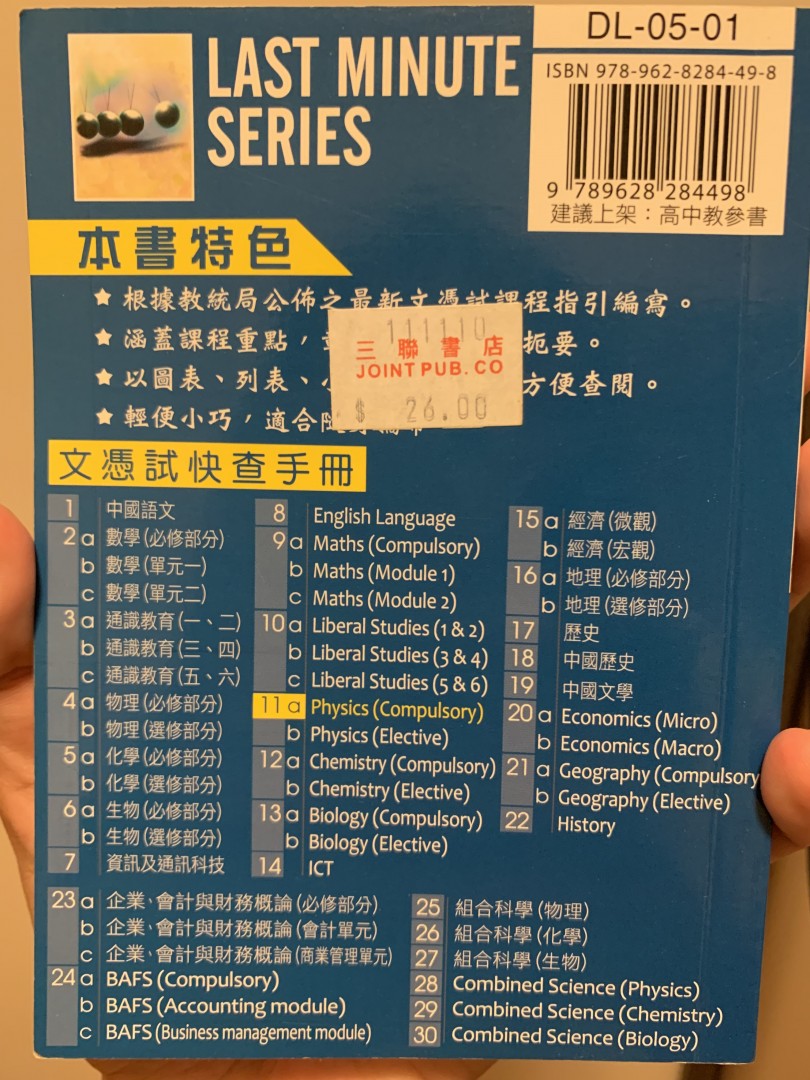 LAST MINUTE
SERIES
DL-05-01
ISBN 978-962-8284-49-8
9 789628 284498
建議上架：高中教參書
本書特色
★ 根據教統局公佈之最新文憑試課程指引編寫。
★ 涵蓋課程重點，扼要。
★ 以圖表、列表、方便查閱。
★ 輕便小巧，適合
111110
三聯書店
JOINT PUB. CO
$ 26.00
文憑試快查手冊
1 中國語文
2 a 數學(必修部分)
b 數學(單元一)
c 數學(單元二)
3 a 通識教育(一、二)
b 通識教育(三、四)
c 通識教育(五、六)
4 a 物理(必修部分)
b 物理(選修部分)
5 a 化學(必修部分)
b 化學(選修部分)
6 a 生物(必修部分)
b 生物(選修部分)
7 資訊及通訊科技
8 English Language
9 a Maths (Compulsory)
b Maths (Module 1)
c Maths (Module 2)
10 a Liberal Studies (1 & 2)
b Liberal Studies (3 & 4)
c Liberal Studies (5 & 6)
11 a Physics (Compulsory)
b Physics (Elective)
12 a Chemistry (Compulsory)
b Chemistry (Elective)
13 a Biology (Compulsory)
b Biology (Elective)
14 ICT
15 a 經濟(微觀)
b 經濟(宏觀)
16 a 地理(必修部分)
b 地理(選修部分)
17 歷史
18 中國歷史
19 中國文學
20 a Economics (Micro)
b Economics (Macro)
21 a Geography (Compulsory
b Geography (Elective)
22 History
23 a 企業、會計與財務概論(必修部分)
b 企業、會計與財務概論(會計單元)
c 企業、會計與財務概論(商業管理單元)
24 a BAFS (Compulsory)
b BAFS (Accounting module)
c BAFS (Business management module)
25 組合科學(物理)
26 組合科學(化學)
27 組合科學(生物)
28 Combined Science (Physics)
29 Combined Science (Chemistry)
30 Combined Science (Biology)